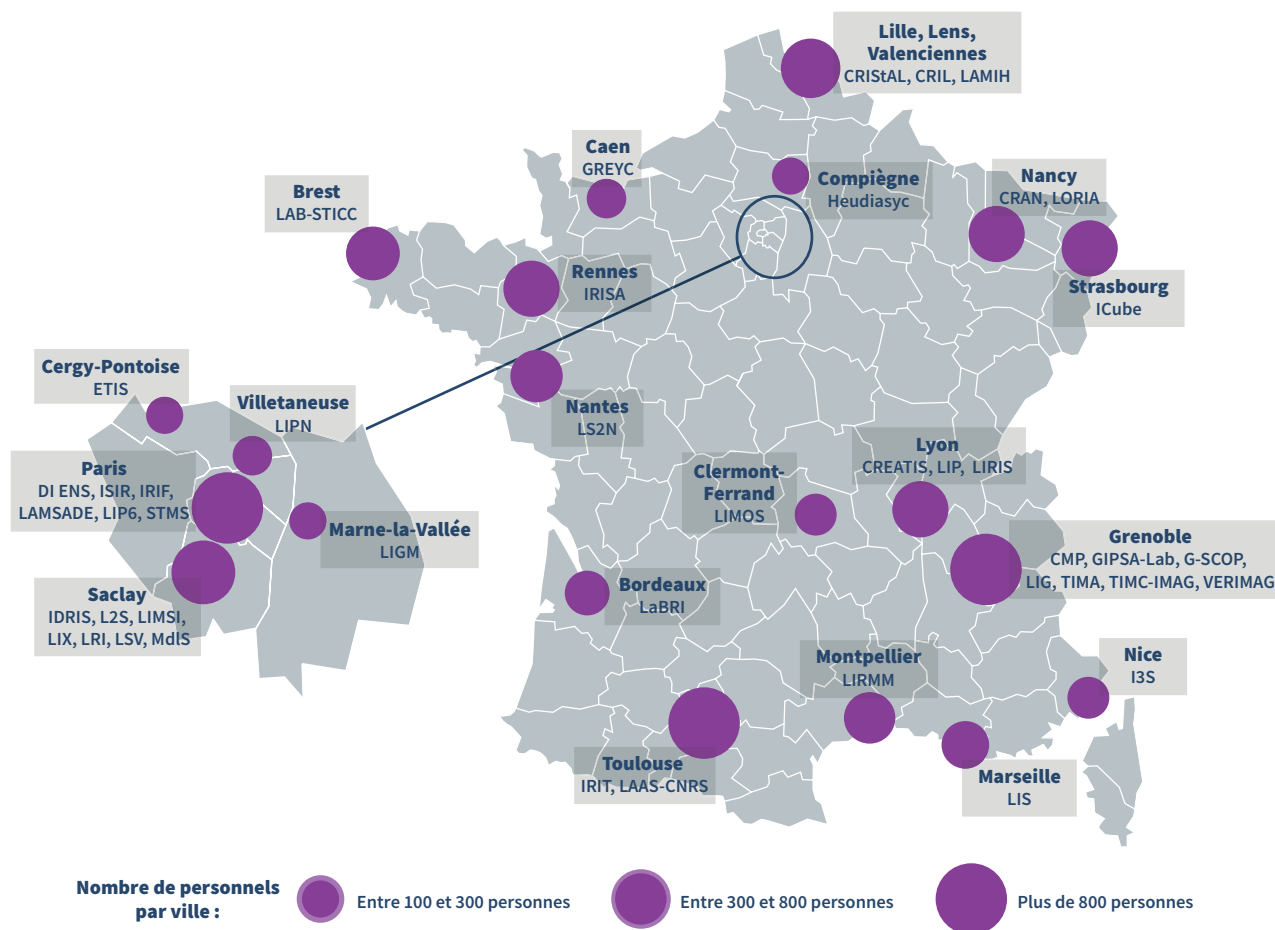 Lille, Lens,
Valenciennes
CRIStAL, CRIL, LAMIH
Caen
GREYC
Compiègne
Heudiasyc
Nancy
CRAN, LORIA
Brest
LAB-STICC
Rennes
IRISA
Strasbourg
ICube
Cergy-Pontoise
ETIS
Villetaneuse
LIPN
Nantes
LS2N
Paris
DI ENS, ISIR, IRIF,
LAMSADE, LIP6, STMS
Lyon
CREATIS, LIP, LIRIS
Clermont-
Ferrand
LIMOS
Marne-la-Vallée
LIGM
Grenoble
CMP, GIPSA-Lab, G-SCOP,
LIG, TIMA, TIMC-IMAG, VERIMAG
Saclay
IDRIS, L2S, LIMSI,
LIX, LRI, LSV, MdlS
Bordeaux
LaBRI
Montpellier
LIRMM
Nice
I3S
Toulouse
IRIT, LAAS-CNRS
Marseille
LIS
Nombre de personnels
par ville :
Entre 100 et 300 personnes
Entre 300 et 800 personnes
Plus de 800 personnes